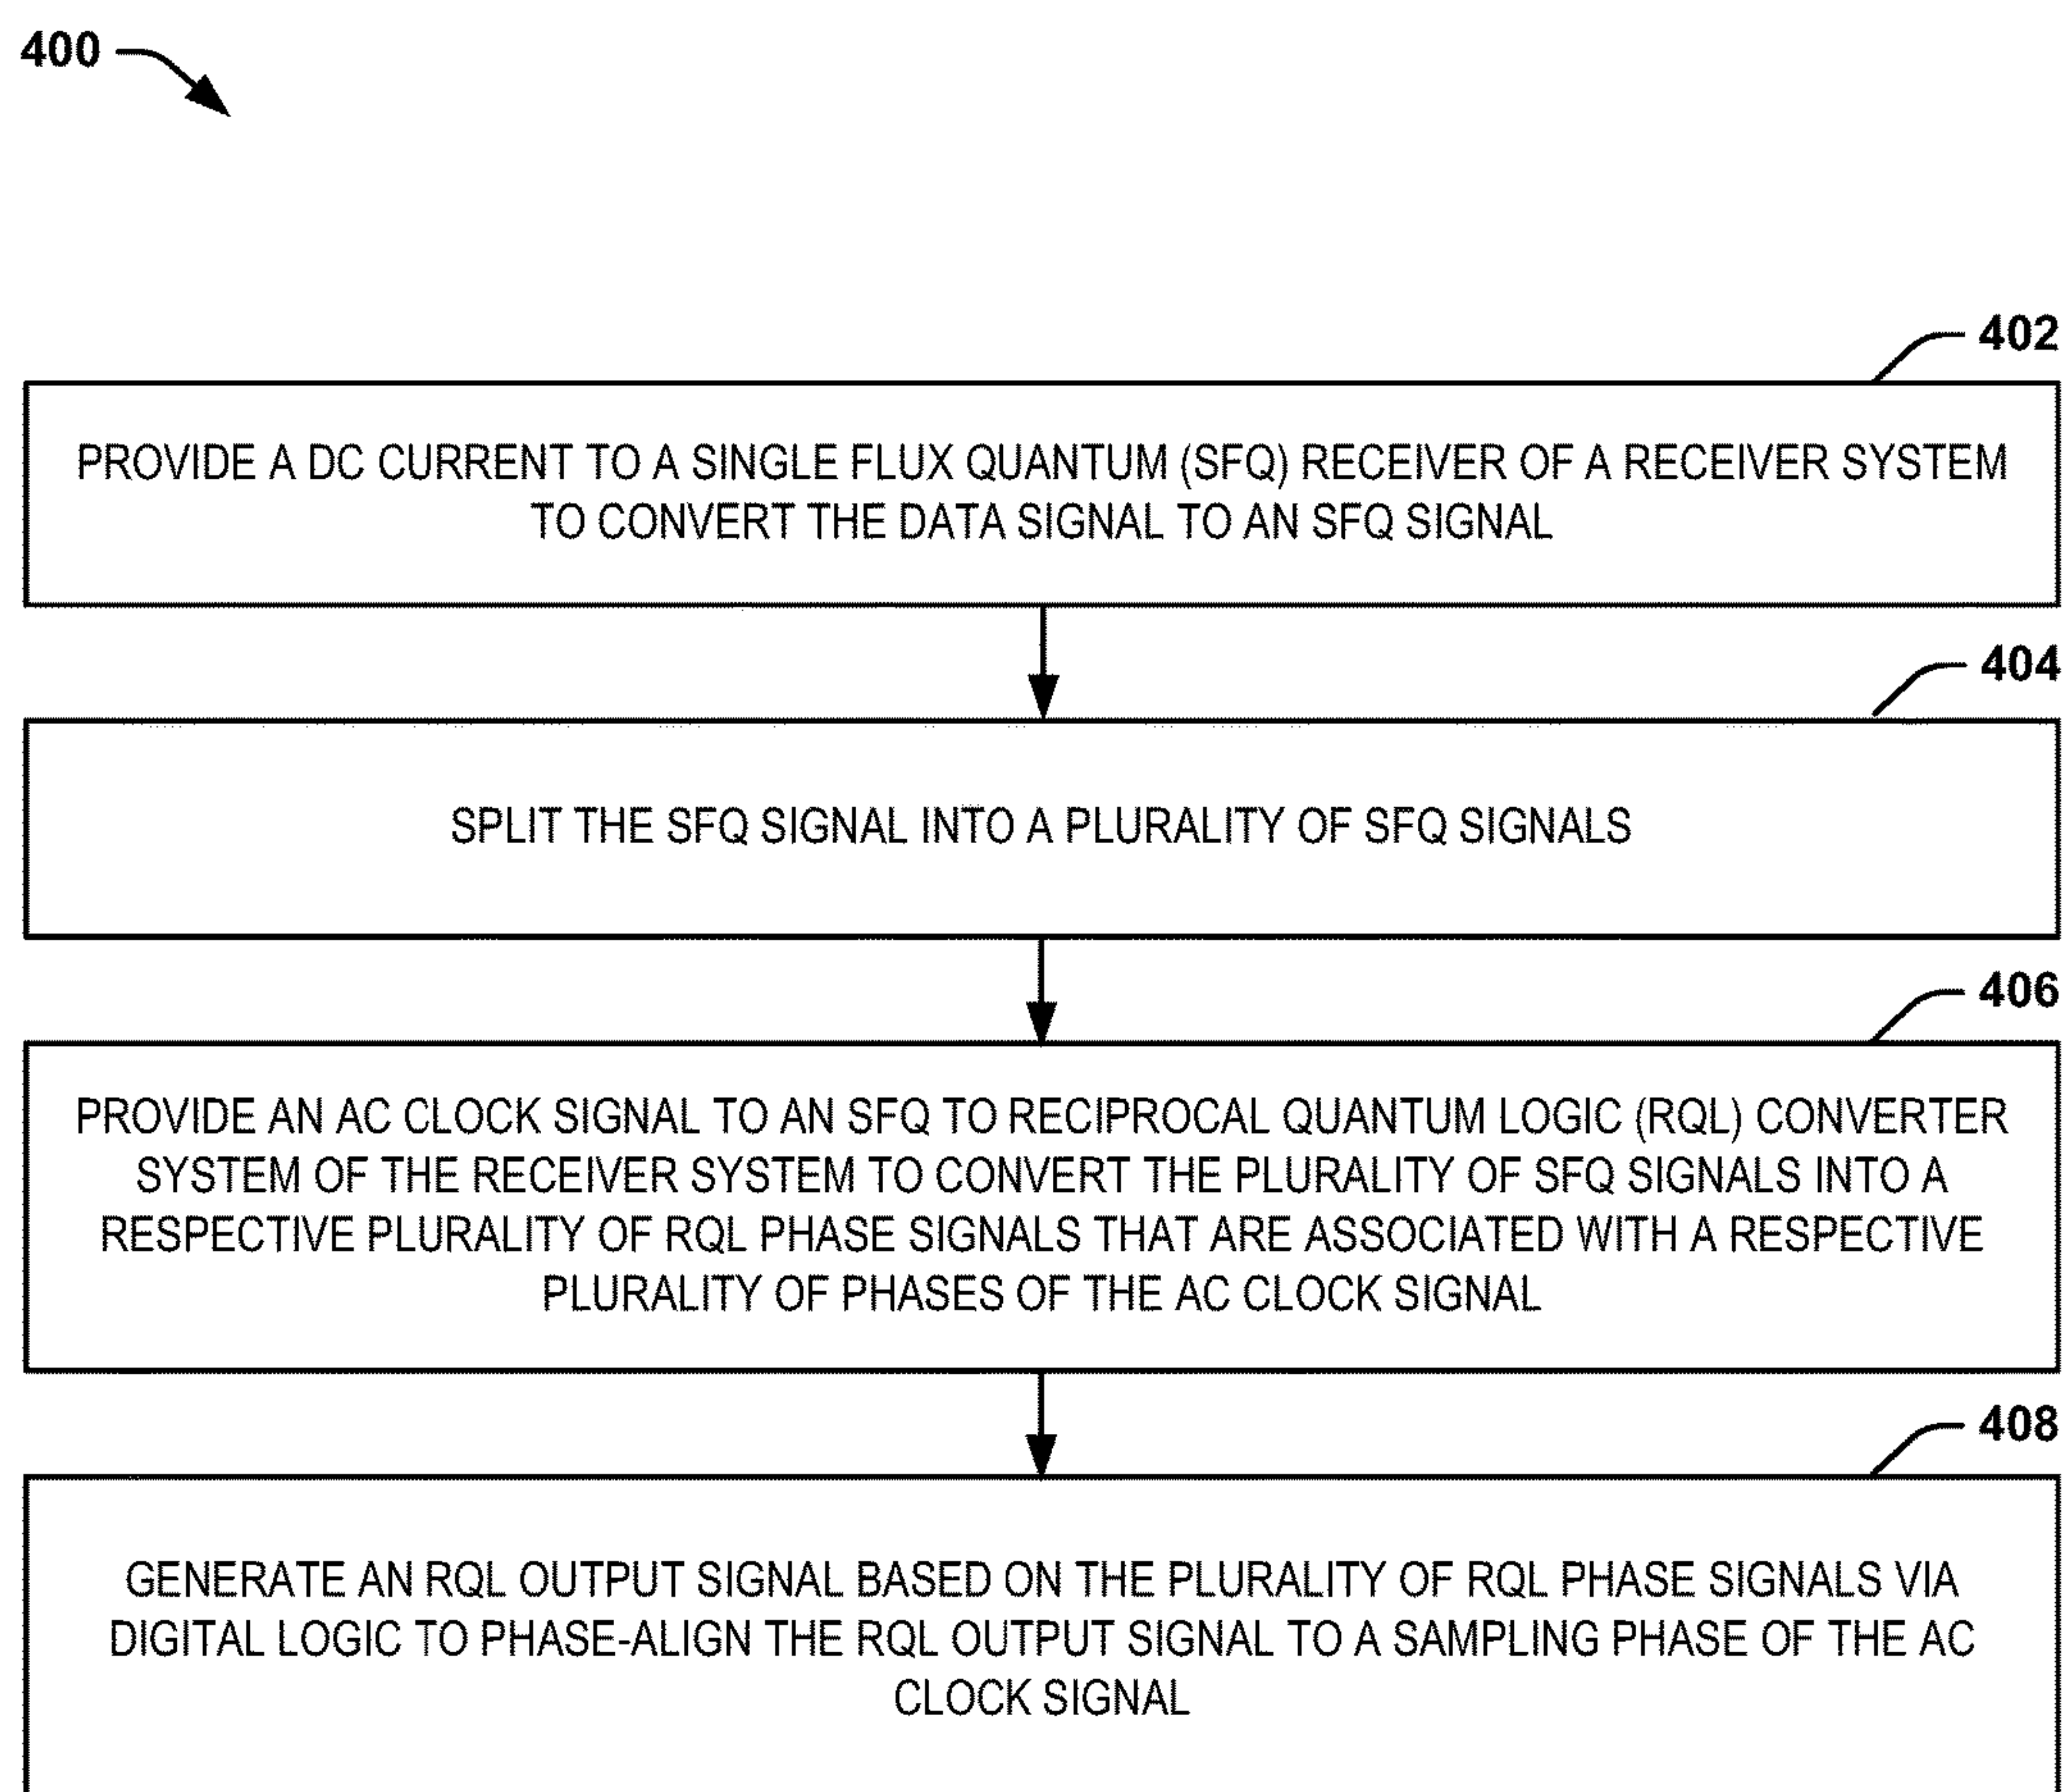 400
402
PROVIDE A DC CURRENT TO A SINGLE FLUX QUANTUM (SFQ) RECEIVER OF A RECEIVER SYSTEM
TO CONVERT THE DATA SIGNAL TO AN SFQ SIGNAL
404
SPLIT THE SFQ SIGNAL INTO A PLURALITY OF SFQ SIGNALS
406
PROVIDE AN AC CLOCK SIGNAL TO AN SFQ TO RECIPROCAL QUANTUM LOGIC (RQL) CONVERTER
SYSTEM OF THE RECEIVER SYSTEM TO CONVERT THE PLURALITY OF SFQ SIGNALS INTO A
RESPECTIVE PLURALITY OF RQL PHASE SIGNALS THAT ARE ASSOCIATED WITH A RESPECTIVE
PLURALITY OF PHASES OF THE AC CLOCK SIGNAL
408
GENERATE AN RQL OUTPUT SIGNAL BASED ON THE PLURALITY OF RQL PHASE SIGNALS VIA
DIGITAL LOGIC TO PHASE-ALIGN THE RQL OUTPUT SIGNAL TO A SAMPLING PHASE OF THE AC
CLOCK SIGNAL